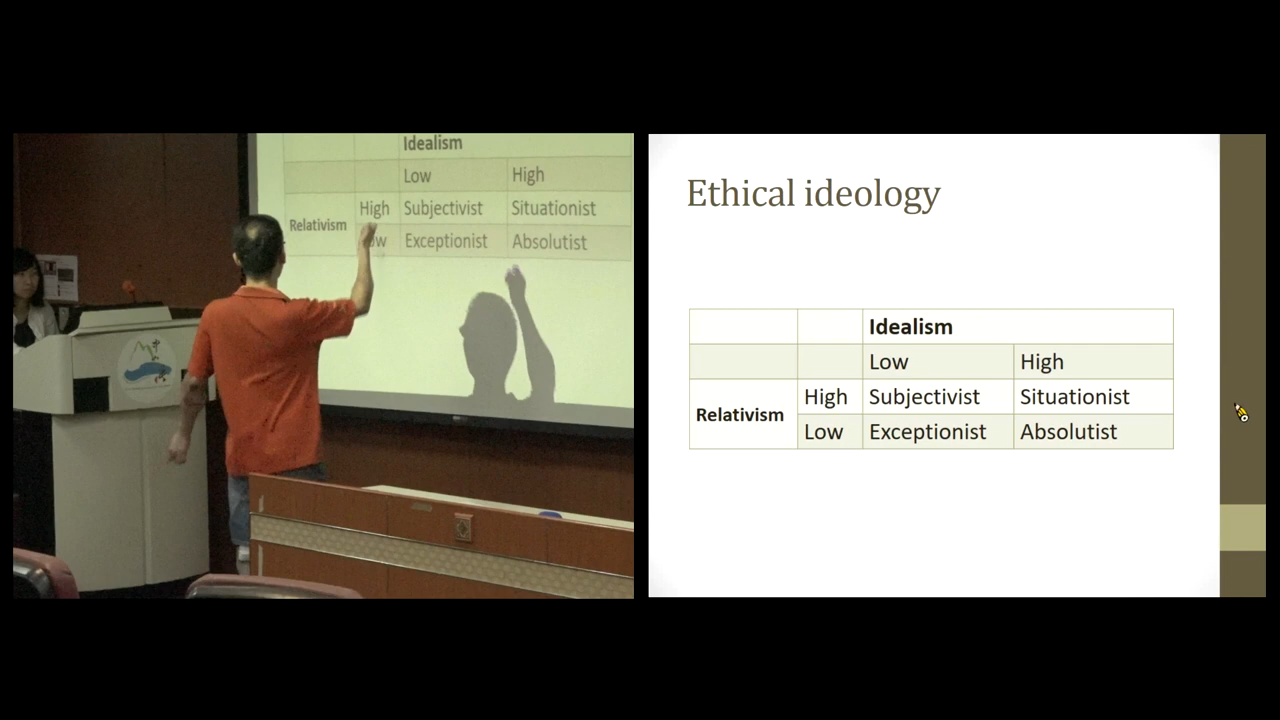 Idealism
Low High
Relativism High Subjectivist Situationist
Exceptionist Absolutist
Ethical ideology
Idealism
Low High
Relativism High Subjectivist Situationist
Low Exceptionist Absolutist